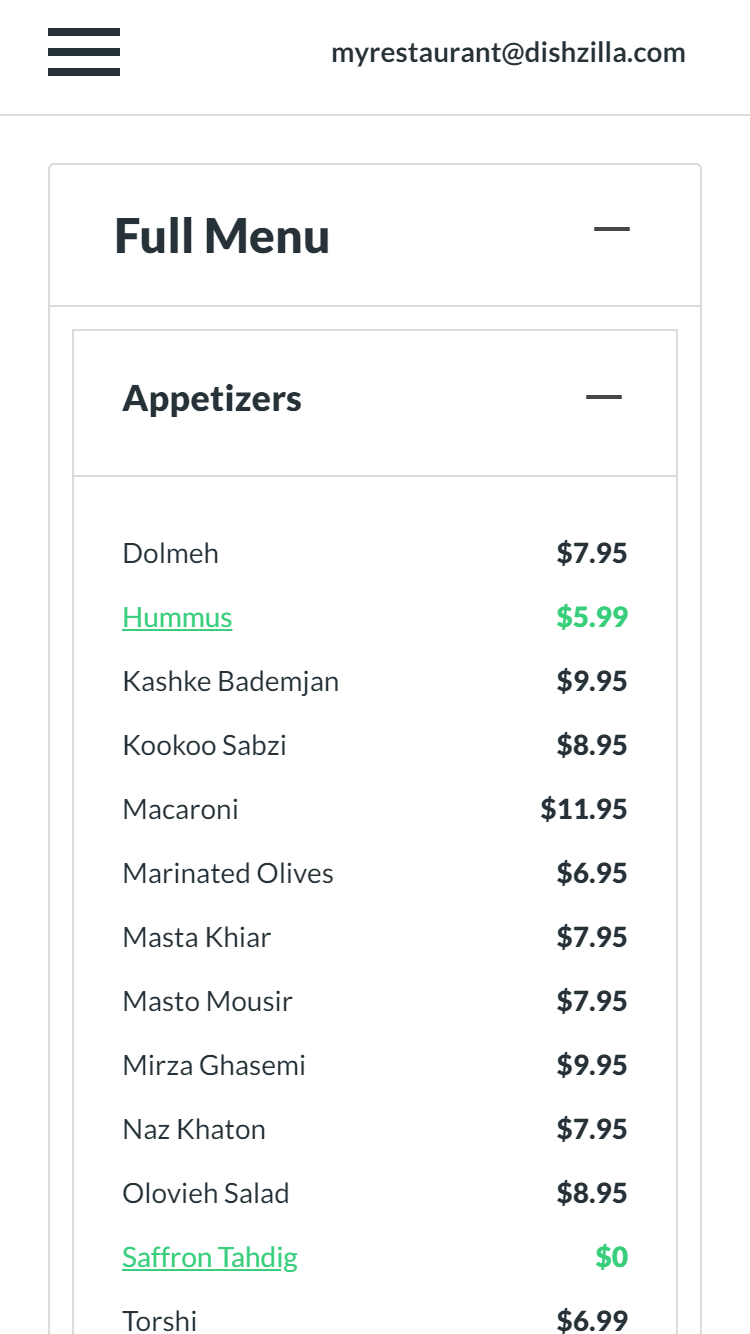 myrestaurant@dishzilla.com
Full Menu
Appetizers
Dolmeh $7.95
Hummus $5.99
Kashke Bademjan $9.95
Kookoo Sabzi $8.95
Macaroni $11.95
Marinated Olives $6.95
Masta Khiar $7.95
Masto Mousir $7.95
Mirza Ghasemi $9.95
Naz Khaton $7.95
Olovieh Salad $8.95
Saffron Tahdig $0
Torshi $6.99